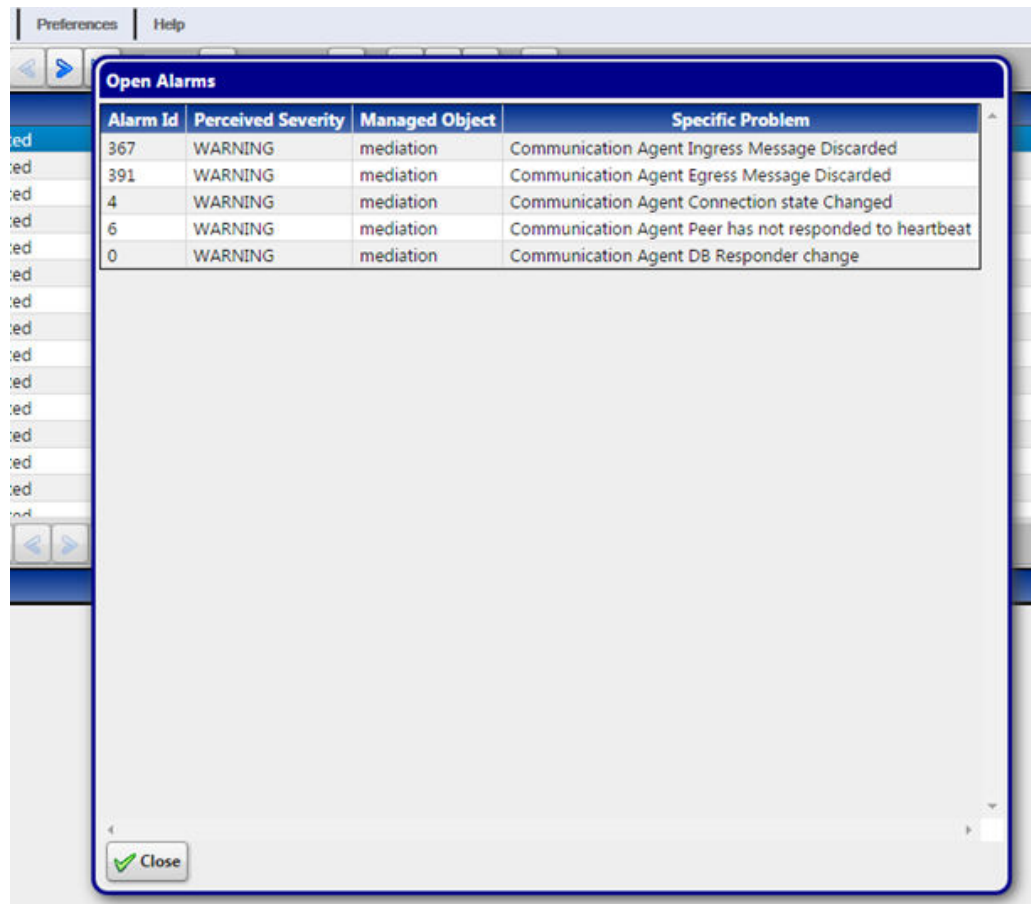 Preferences Help
Open Alarms
Alarm Id Perceived Severity Managed Object Specific Problem
367 WARNING mediation Communication Agent Ingress Message Discarded
391 WARNING mediation Communication Agent Egress Message Discarded
4 WARNING mediation Communication Agent Connection state Changed
6 WARNING mediation Communication Agent Peer has not responded to heartbeat
0 WARNING mediation Communication Agent DB Responder change
Close